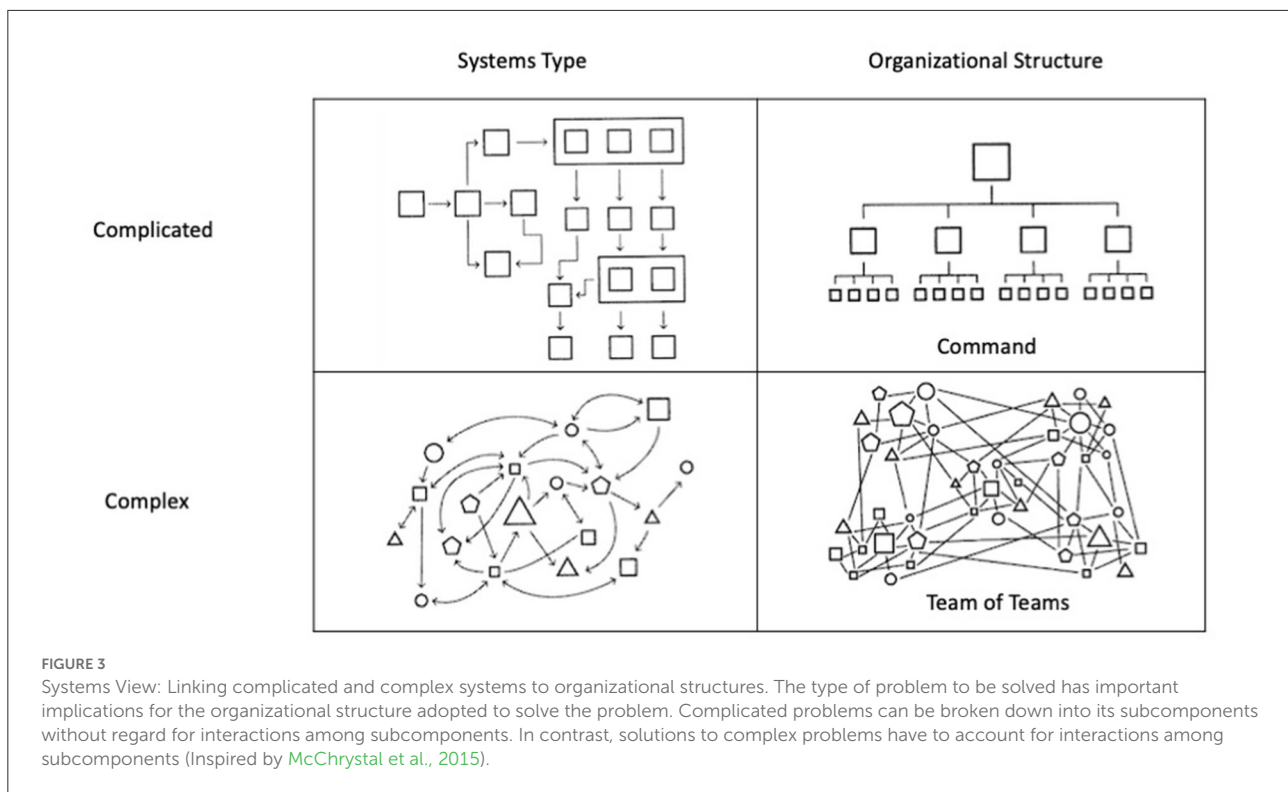 Systems Type
Organizational Structure
Complicated
Command
Complex
Team of Teams
FIGURE 3
Systems View: Linking complicated and complex systems to organizational structures. The type of problem to be solved has important
implications for the organizational structure adopted to solve the problem. Complicated problems can be broken down into its subcomponents
without regard for interactions among subcomponents. In contrast, solutions to complex problems have to account for interactions among
subcomponents (Inspired by McChrystal et al., 2015).